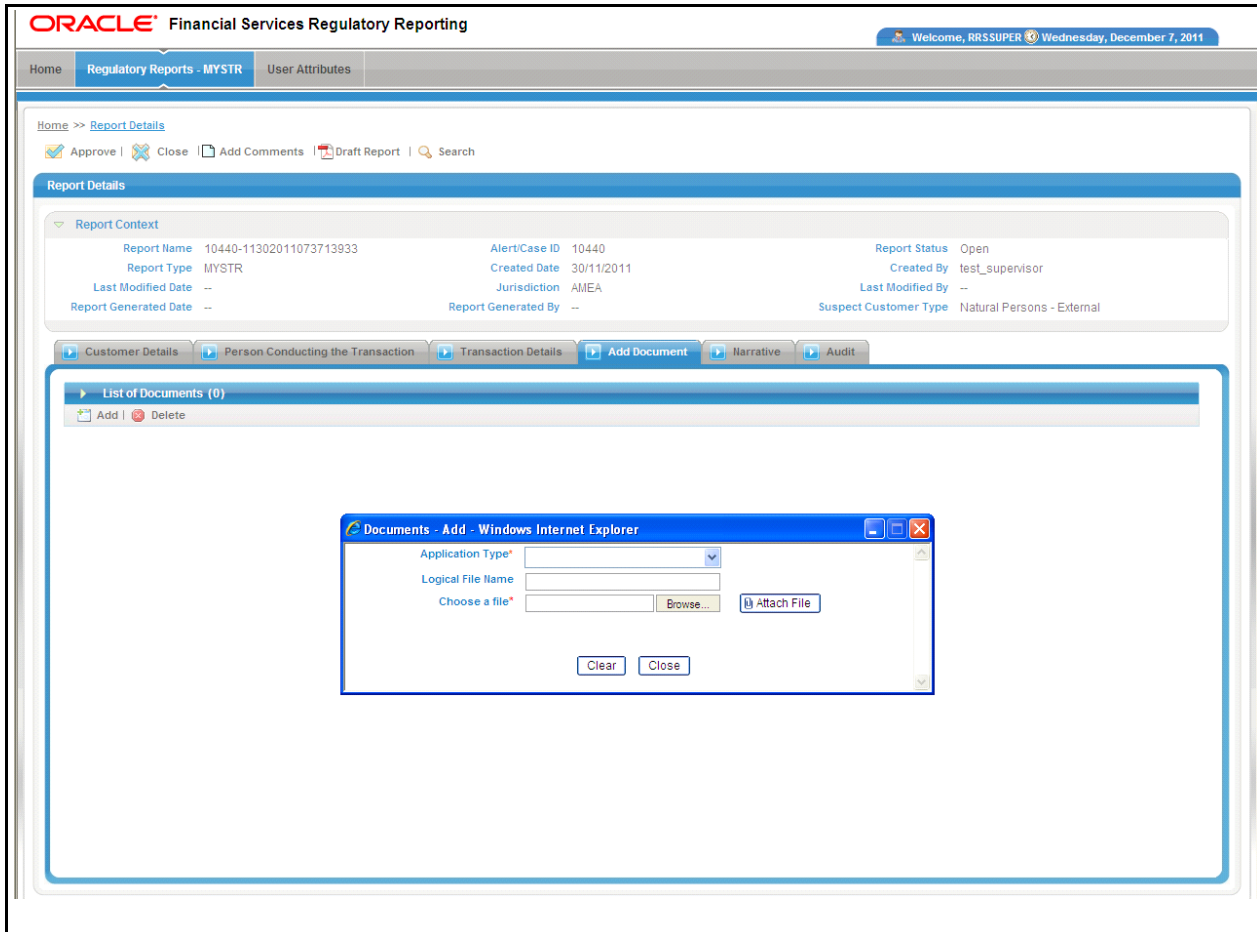 ORACLE® Financial Services Regulatory Reporting
Welcome, RRSSUPER Wednesday, December 7, 2011
Home Regulatory Reports - MYSTR User Attributes
Home >> Report Details
Approve | Close | Add Comments | Draft Report | Search
Report Details
Report Context
Report Name 10440-11302011073713933 Alert/Case ID 10440 Report Status Open
Report Type MYSTR Created Date 30/11/2011 Created By test_supervisor
Last Modified Date -- Jurisdiction AMEA Last Modified By --
Report Generated Date -- Report Generated By -- Suspect Customer Type Natural Persons - External
Customer Details Person Conducting the Transaction Transaction Details Add Document Narrative Audit
List of Documents (0)
Add | Delete
Documents - Add - Windows Internet Explorer
Application Type*
Logical File Name
Choose a file* Browse... Attach File
Clear Close